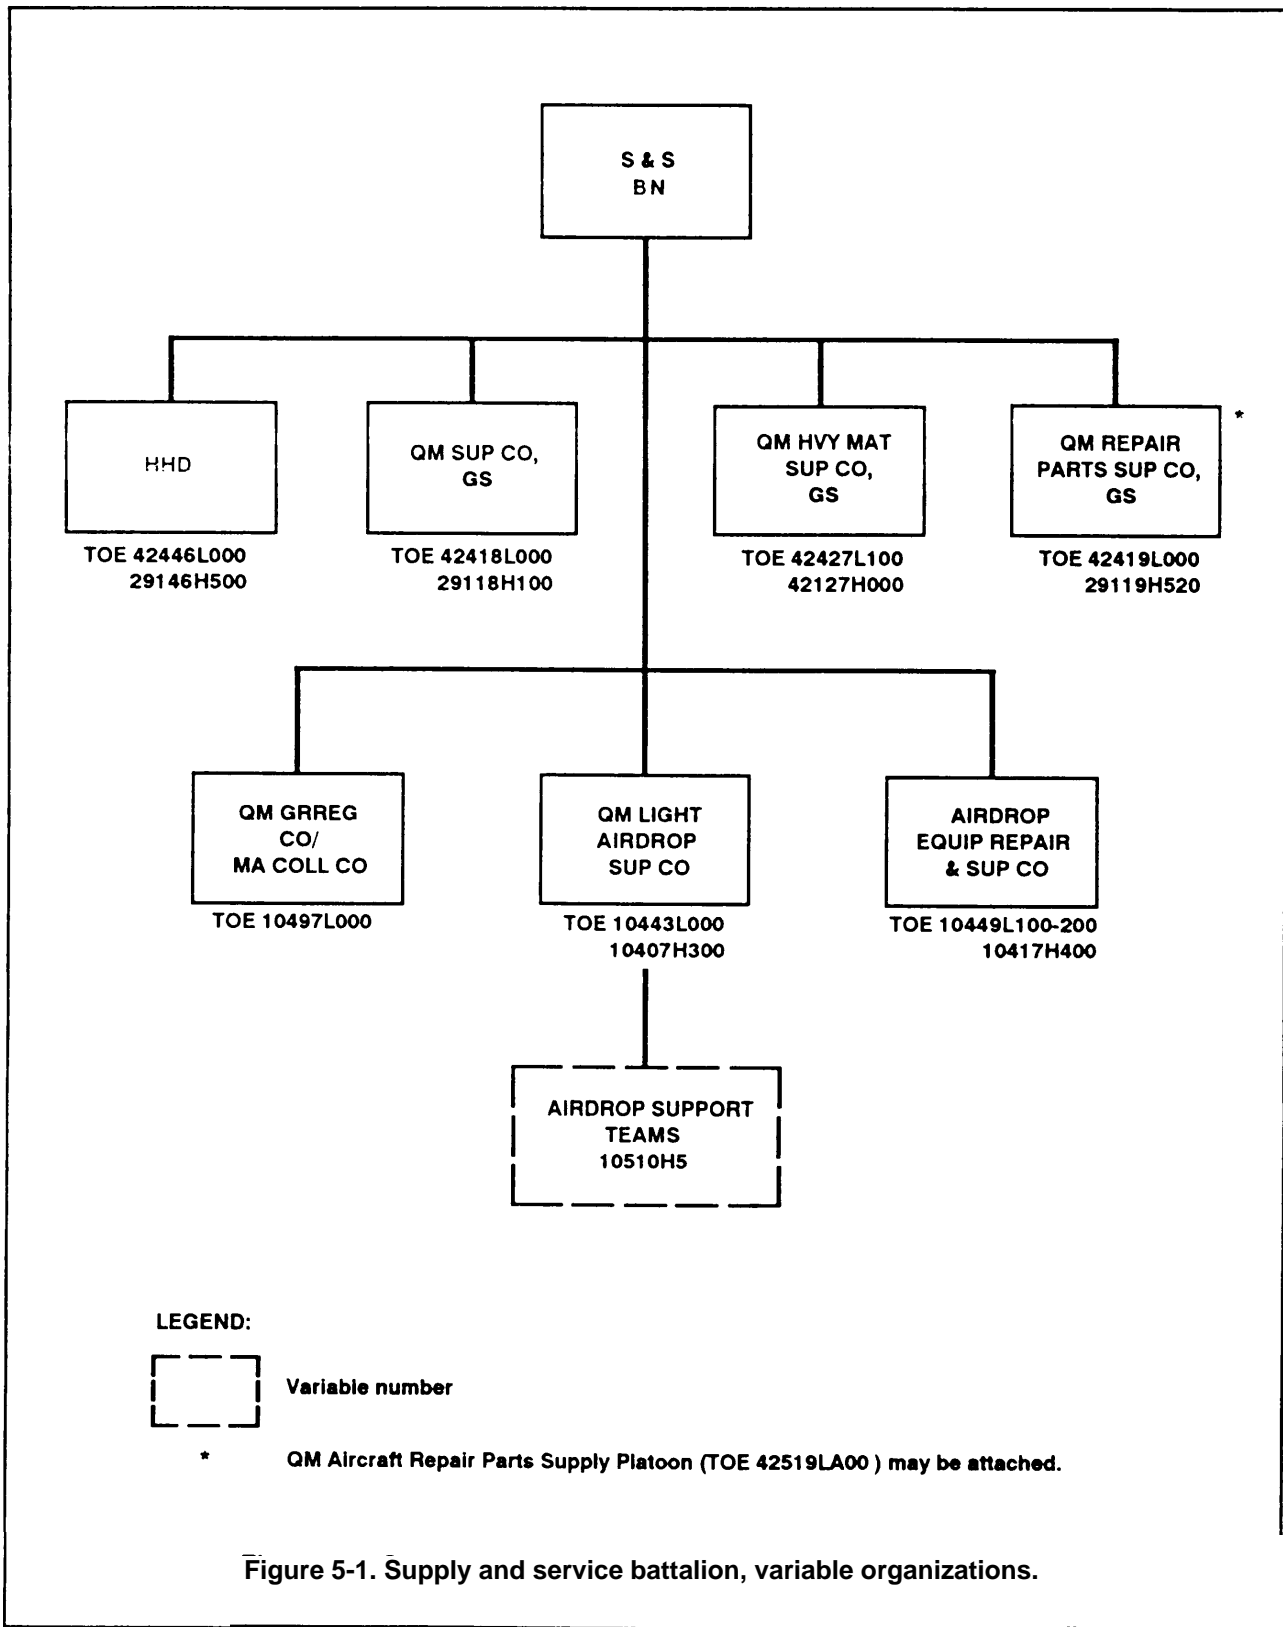 S & S
BN
HHD
TOE 42446L000
29146H500
QM SUP CO,
GS
TOE 42418L000
29118H100
QM HVY MAT
SUP CO,
GS
TOE 42427L100
42127H000
*
QM REPAIR
PARTS SUP CO,
GS
TOE 42419L000
29119H520
QM GRREG
CO/
MA COLL CO
TOE 10497L000
QM LIGHT
AIRDROP
SUP CO
TOE 10443L000
10407H300
AIRDROP
EQUIP REPAIR
& SUP CO
TOE 10449L100-200
10417H400
AIRDROP SUPPORT
TEAMS
10510H5
LEGEND:
Variable number
* QM Aircraft Repair Parts Supply Platoon (TOE 42519LA00 ) may be attached.
Figure 5-1. Supply and service battalion, variable organizations.